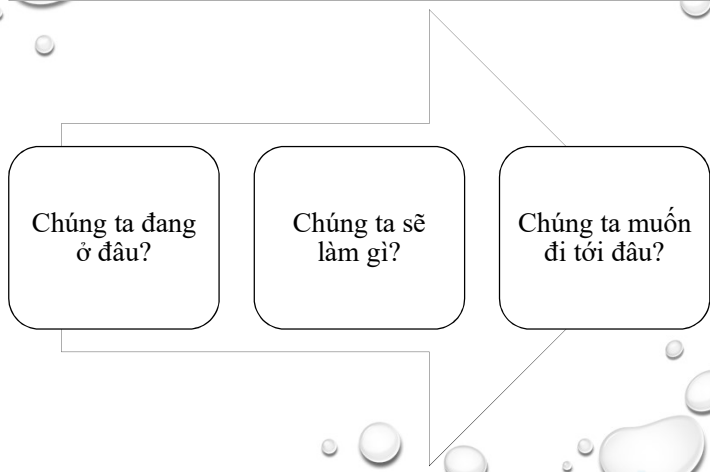 Chúng ta đang
ở đâu?
Chúng ta sẽ
làm gì?
Chúng ta muốn
đi tới đâu?